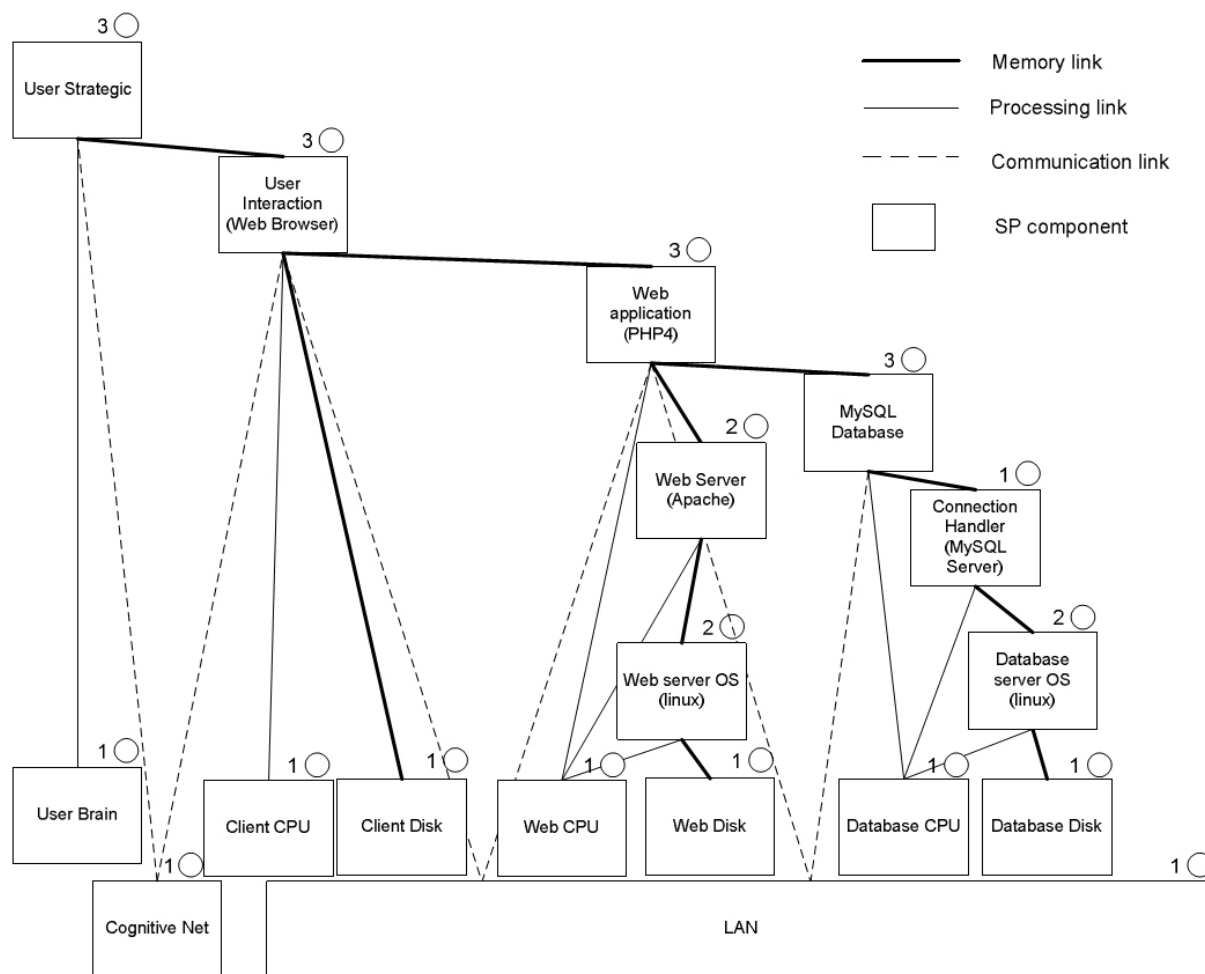 3
User Strategic
Memory link
Processing link
Communication link
SP component
3
User
Interaction
(Web Browser)
3
Web
application
(PHP4)
3
MySQL
Database
2
Web Server
(Apache)
1
Connection
Handler
(MySQL
Server)
2
Web server OS
(linux)
2
Database
server OS
(linux)
1
User Brain
1
Client CPU
1
Client Disk
1
Web CPU
1
Web Disk
1
Database CPU
1
Database Disk
1
Cognitive Net
1
LAN